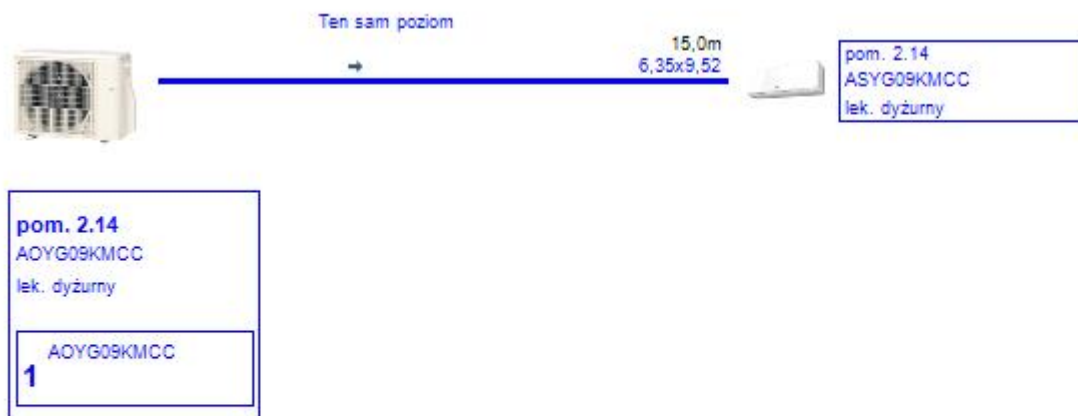 Ten sam poziom
15,0m
6,35x9,52
pom. 2.14
ASYG09KMCC
lek. dyżurny
pom. 2.14
AOYG09KMCC
lek. dyżurny
AOYG09KMCC
1